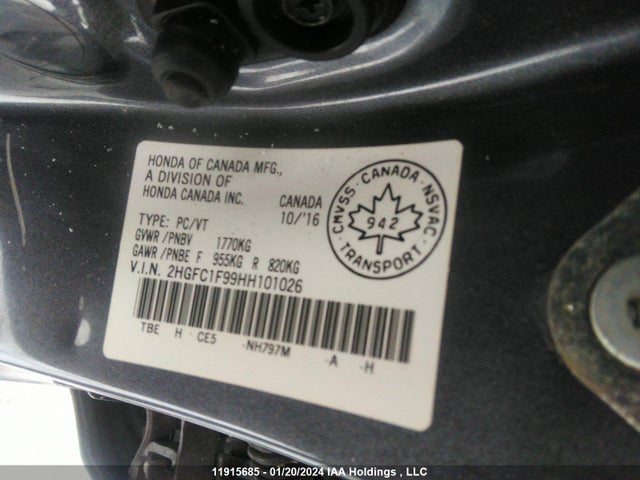 HONDA OF CANADA MFG.,
A DIVISION OF
HONDA CANADA INC.
CANADA
10/'16
TYPE: PC/VT
GVWR/PNBV 1770KG
GAWR/PNBE F 955KG R 820KG
V.I.N. 2HGFC1F99HH101026
TBE H CE5 -NH797M -A -H
CMVSS · CANADA · NSVAC
942
TRANSPORT
11915685 - 01/20/2024 IAA Holdings , LLC